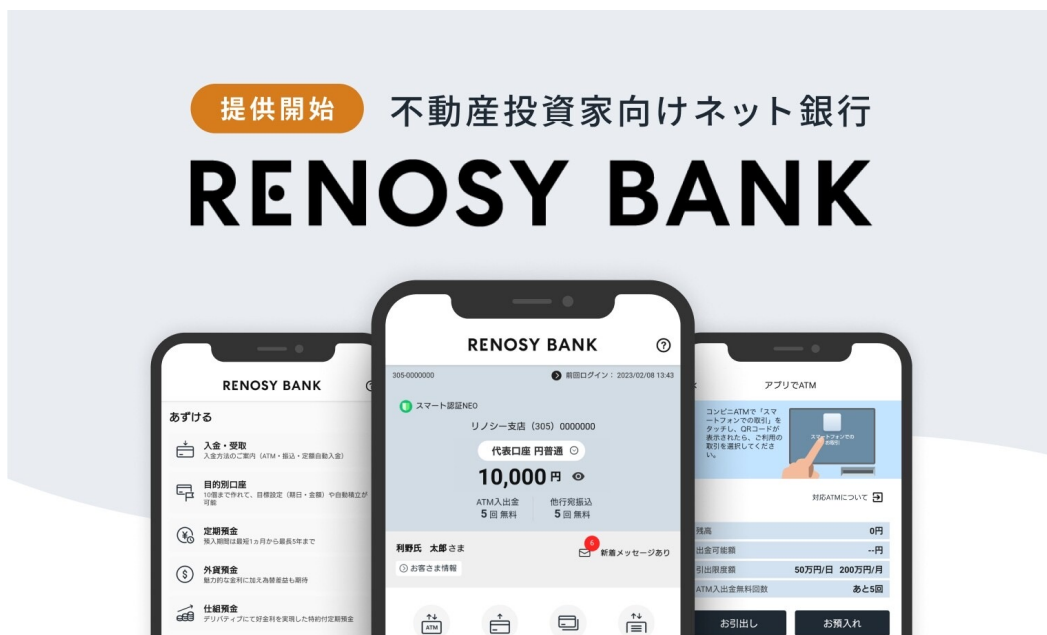 提供開始
不動産投資家向けネット銀行
RENOSY BANK
RENOSY BANK
あずける
入金・受取
入金方法のご案内（ATM・振込・定額自動入金）
目的別口座
10個まで作れて、目標設定（期日・金額）や自動積立が
可能
定期預金
預入期間は最短1ヵ月から最長5年まで
外貨預金
魅力的な金利に加え為替差益も期待
仕組預金
デリバティブにて好金利を実現した特約付定期預金
RENOSY BANK
305-0000000
前回ログイン：2023/02/08 13:43
スマート認証NEO
リノシー支店（305）0000000
代表口座 円普通
10,000 円
ATM入出金
5 回 無料
他行宛振込
5 回 無料
利野氏 太郎 さま
6
新着メッセージあり
お客さま情報
ATM
アプリでATM
コンビニATMで「スマ
ートフォンでの取引」を
タッチし、QRコードが
表示されたら、ご利用の
取引を選択してくださ
い。
スマートフォンでの
お取引
対応ATMについて
残高 0円
出金可能額 --円
引出限度額 50万円/日 200万円/月
ATM入出金無料回数 あと5回
お引出し
お預入れ